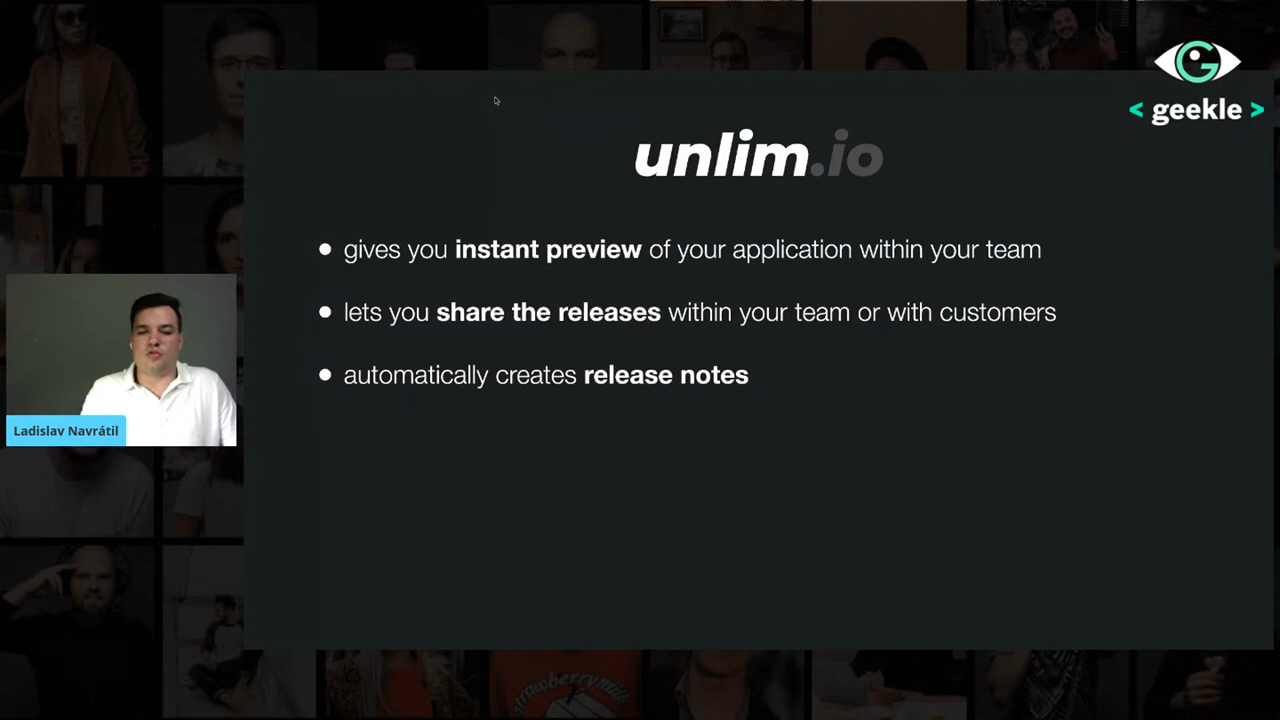 < geekle >
unlim.io
• gives you instant preview of your application within your team
• lets you share the releases within your team or with customers
• automatically creates release notes
Ladislav Navrátil